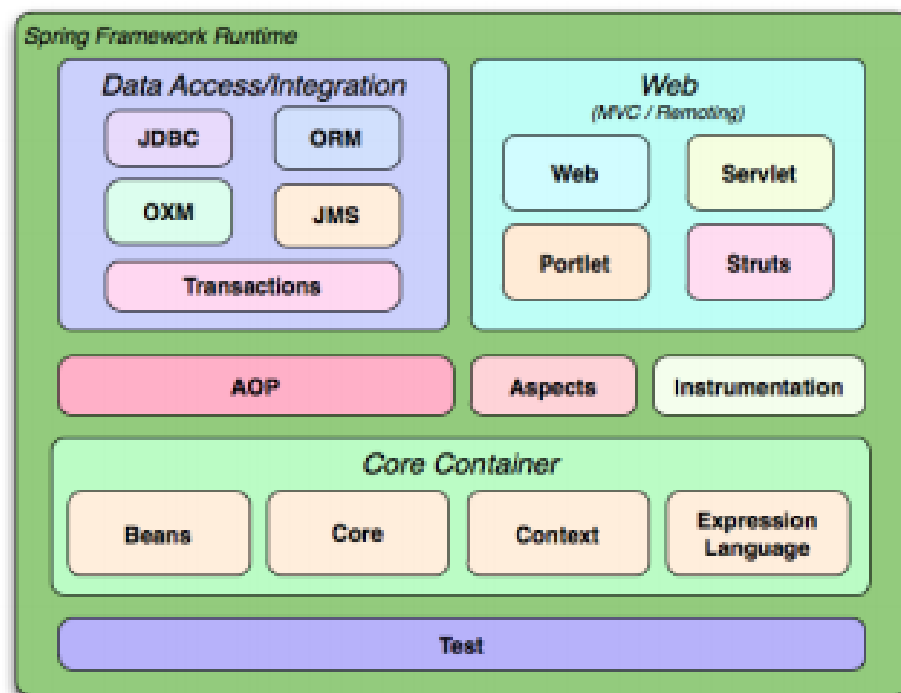 Spring Framework Runtime
Data Access/Integration
JDBC
ORM
OXM
JMS
Transactions
Web
(MVC / Remoting)
Web
Servlet
Portlet
Struts
AOP
Aspects
Instrumentation
Core Container
Beans
Core
Context
Expression
Language
Test